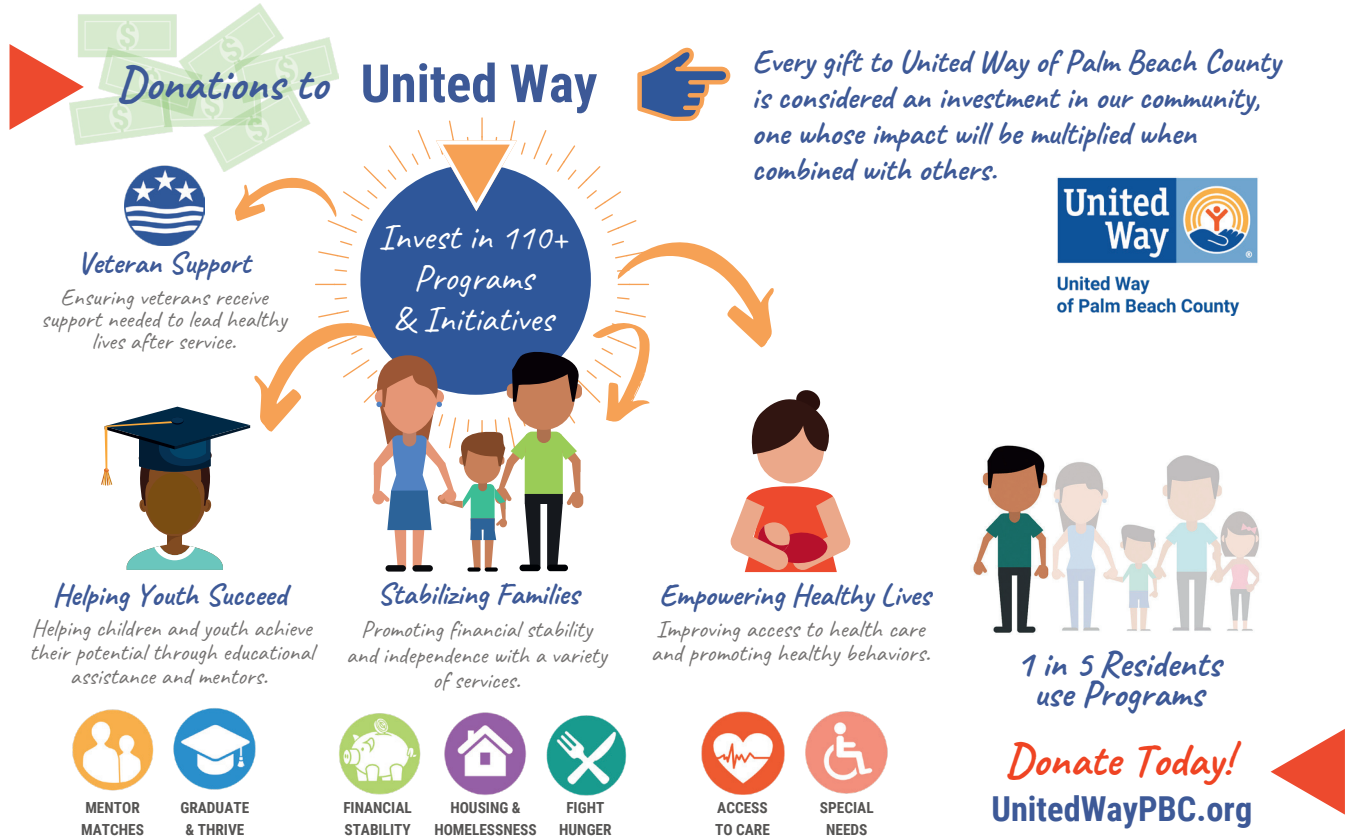 Donations to United Way
Every gift to United Way of Palm Beach County
is considered an investment in our community,
one whose impact will be multiplied when
combined with others.
United
Way
®
United Way
of Palm Beach County
Invest in 110+
Programs
& Initiatives
Veteran Support
Ensuring veterans receive
support needed to lead healthy
lives after service.
Helping Youth Succeed
Helping children and youth achieve
their potential through educational
assistance and mentors.
MENTOR
MATCHES
GRADUATE
& THRIVE
Stabilizing Families
Promoting financial stability
and independence with a variety
of services.
FINANCIAL
STABILITY
HOUSING &
HOMELESSNESS
FIGHT
HUNGER
Empowering Healthy Lives
Improving access to health care
and promoting healthy behaviors.
ACCESS
TO CARE
SPECIAL
NEEDS
1 in 5 Residents
use Programs
Donate Today!
UnitedWayPBC.org